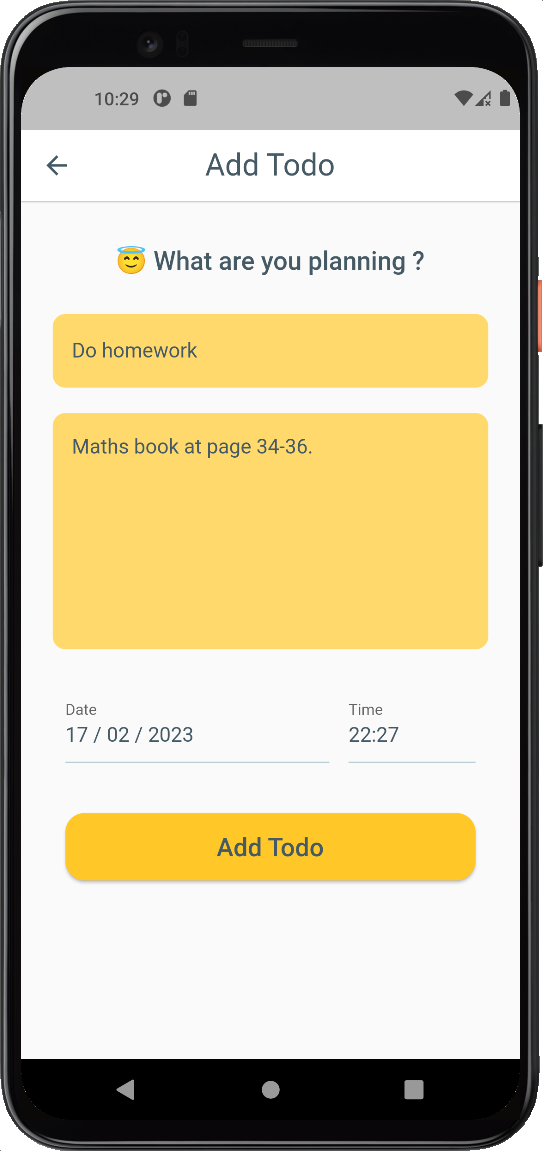 10:29
Add Todo
😇 What are you planning ?
Do homework
Maths book at page 34-36.
Date
Time
17 / 02 / 2023
22:27
Add Todo